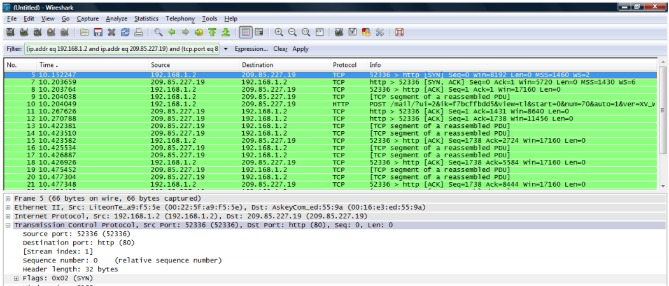 (Untitled) - Wireshark
File Edit View Go Capture Analyze Statistics Telephony Tools Help
Filter: (ip.addr eq 192.168.1.2 and ip.addr eq 209.85.227.19) and (tcp.port eq 8 Expression... Clear Apply
No. Time Source Destination Protocol Info
5 10.152247 192.168.1.2 209.85.227.19 TCP 52336 > http [SYN] Seq=0 Win=8192 Len=0 MSS=1460 WS=2
7 10.203659 209.85.227.19 192.168.1.2 TCP http > 52336 [SYN, ACK] Seq=0 Ack=1 Win=5720 Len=0 MSS=1430 WS=6
8 10.203764 192.168.1.2 209.85.227.19 TCP 52336 > http [ACK] Seq=1 Ack=1 Win=17160 Len=0
9 10.204038 192.168.1.2 209.85.227.19 TCP [TCP segment of a reassembled PDU]
10 10.204049 192.168.1.2 209.85.227.19 HTTP POST /mail/?ui=2&ik=f7bcffbdd5&view=tl&start=0&num=70&auto=1&ver=
11 10.267626 209.85.227.19 192.168.1.2 TCP http > 52336 [ACK] Seq=1 Ack=1431 Win=8640 Len=0
12 10.270788 209.85.227.19 192.168.1.2 TCP http > 52336 [ACK] Seq=1 Ack=1738 Win=11456 Len=0
13 10.422381 209.85.227.19 192.168.1.2 TCP [TCP segment of a reassembled PDU]
14 10.423510 209.85.227.19 192.168.1.2 TCP [TCP segment of a reassembled PDU]
15 10.423582 192.168.1.2 209.85.227.19 TCP 52336 > http [ACK] Seq=1738 Ack=2724 Win=17160 Len=0
16 10.425534 209.85.227.19 192.168.1.2 TCP [TCP segment of a reassembled PDU]
17 10.426887 209.85.227.19 192.168.1.2 TCP [TCP segment of a reassembled PDU]
18 10.426926 192.168.1.2 209.85.227.19 TCP 52336 > http [ACK] Seq=1738 Ack=5584 Win=17160 Len=0
19 10.475452 209.85.227.19 192.168.1.2 TCP [TCP segment of a reassembled PDU]
20 10.477304 209.85.227.19 192.168.1.2 TCP [TCP segment of a reassembled PDU]
21 10.477348 192.168.1.2 209.85.227.19 TCP 52336 > http [ACK] Seq=1738 Ack=8444 Win=17160 Len=0
Frame 5 (66 bytes on wire, 66 bytes captured)
Ethernet II, Src: LiteonTe_a9:f5:5e (00:22:5f:a9:f5:5e), Dst: AskeyCom_ed:55:9a (00:16:e3:ed:55:9a)
Internet Protocol, Src: 192.168.1.2 (192.168.1.2), Dst: 209.85.227.19 (209.85.227.19)
Transmission Control Protocol, Src Port: 52336 (52336), Dst Port: http (80), Seq: 0, Len: 0
Source port: 52336 (52336)
Destination port: http (80)
[Stream index: 1]
Sequence number: 0 (relative sequence number)
Header length: 32 bytes
Flags: 0x02 (SYN)